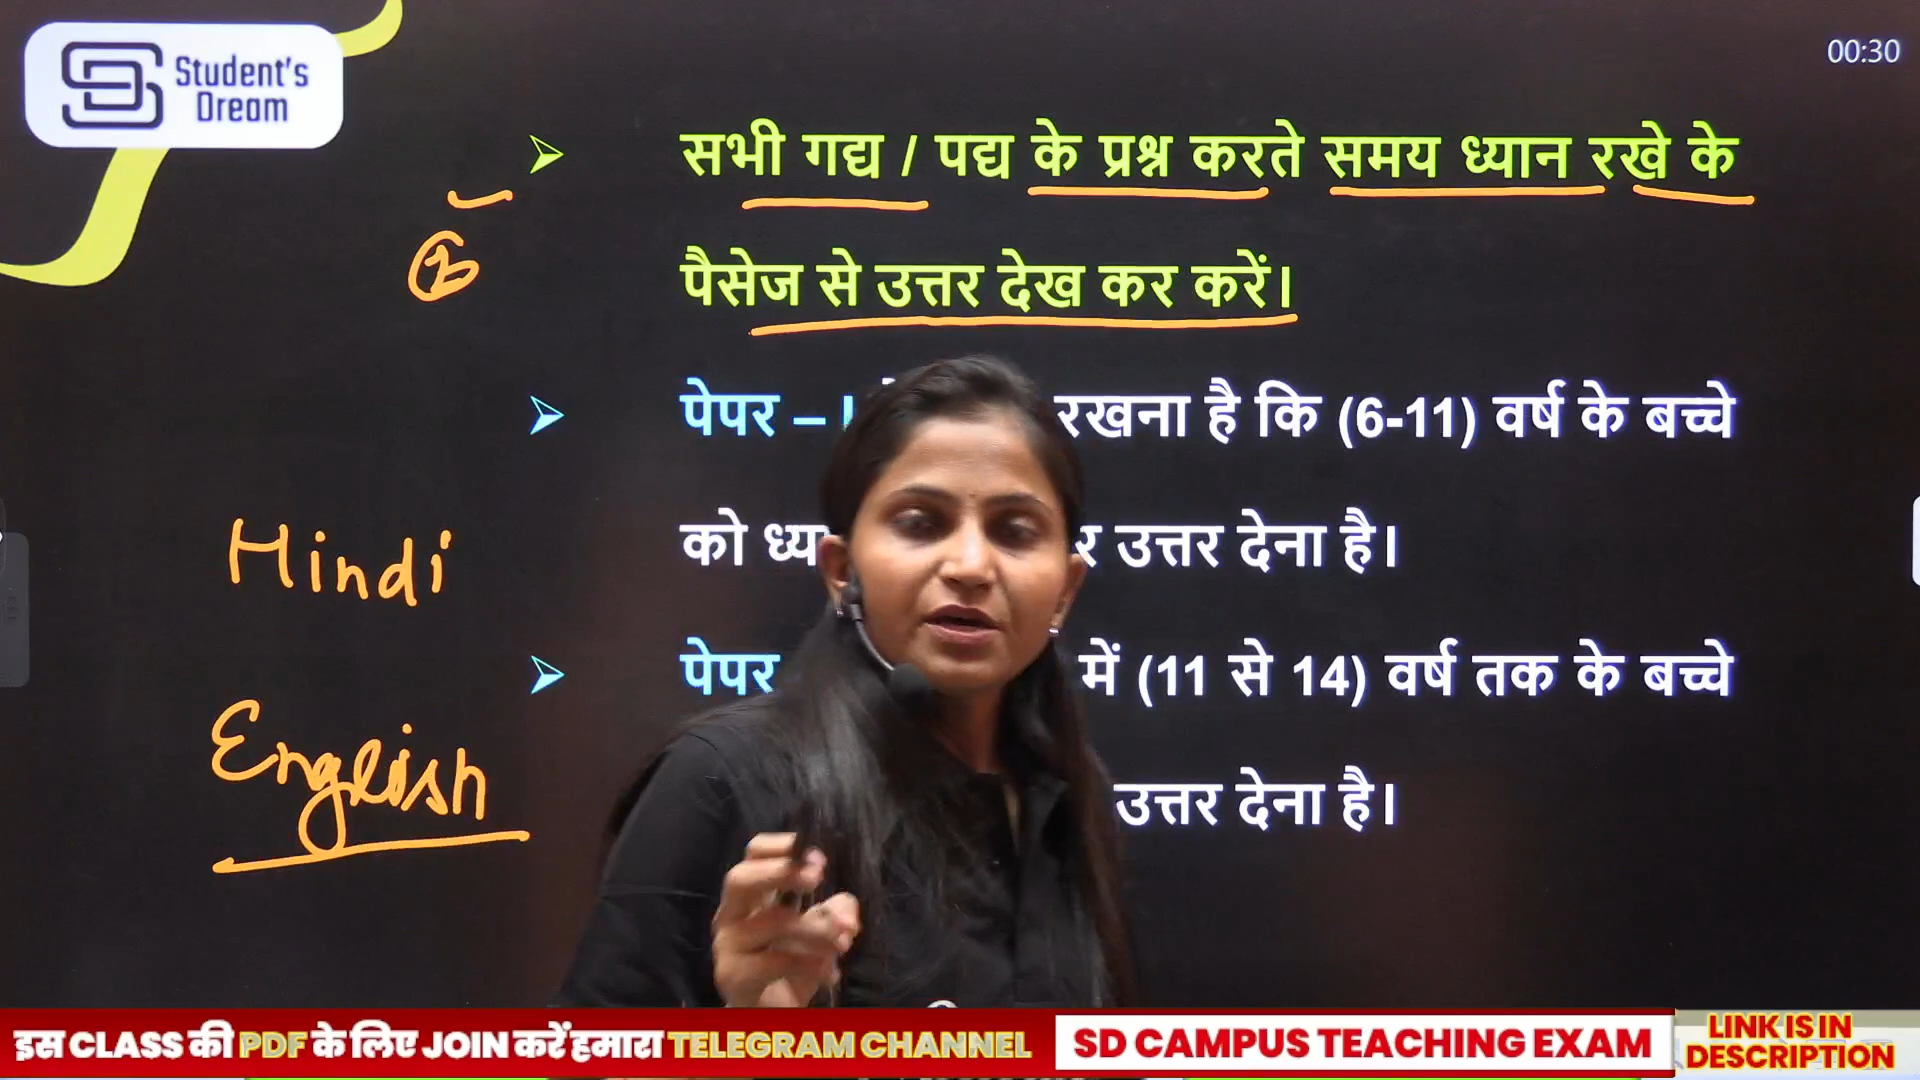 Student's
Dream
00:30
सभी गद्य / पद्य के प्रश्न करते समय ध्यान रखे के
पैसेज से उत्तर देख कर करें।
पेपर – रखना है कि (6-11) वर्ष के बच्चे
को उत्तर देना है।
Hindi
पेपर में (11 से 14) वर्ष तक के बच्चे
English
उत्तर देना है।
इस CLASS की PDF के लिए JOIN करें हमारा TELEGRAM CHANNEL
SD CAMPUS TEACHING EXAM
LINK IS IN
DESCRIPTION